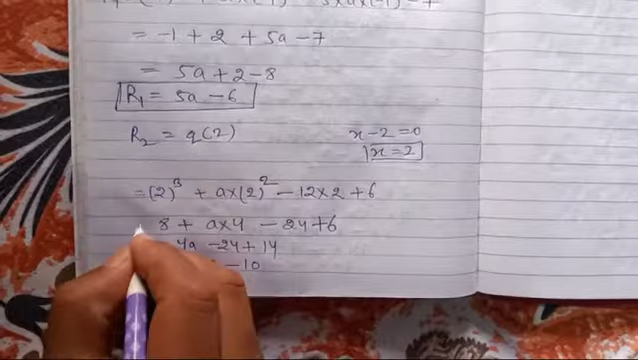 = -1 + 2 + 5a - 7
= 5a + 2 - 8
R₁ = 5a - 6
R₂ = q(2)
x - 2 = 0
x = 2
= (2)³ + a×(2)² - 12×2 + 6
8 + a×4 - 24 + 6
4a - 24 + 14
- 10